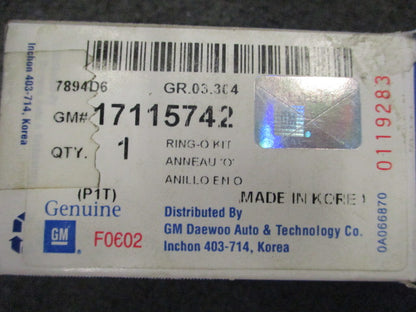 Inchon 403-714, Korea
7894D6 GR.03.304
GM# 17115742
QTY. 1
RING-O KIT
ANNEAU 'O'
ANILLO EN O
(P1T)
MADE IN KORE
Genuine
GM
F0602
Distributed By
GM Daewoo Auto & Technology Co.
Inchon 403-714, Korea
GM
0119283
0A066870